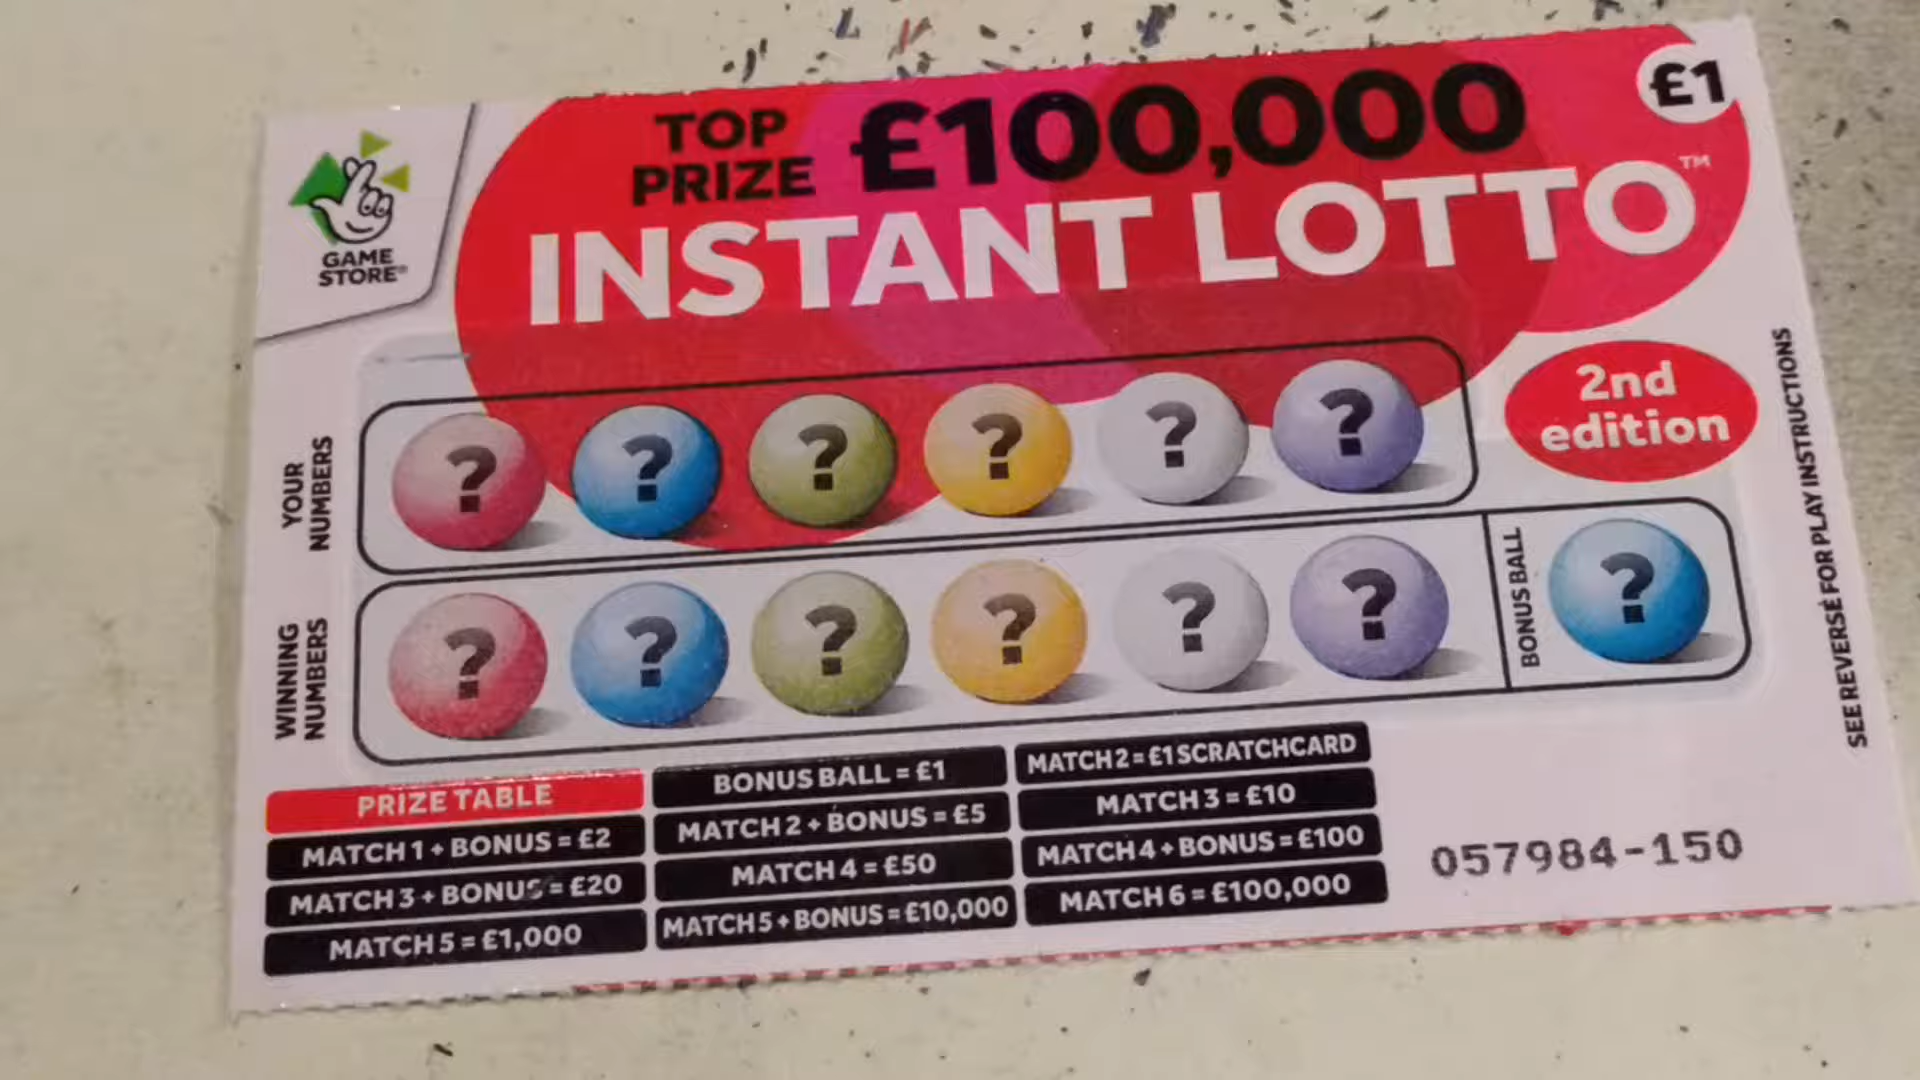 TOP
PRIZE £100,000
£1
INSTANT LOTTO™
GAME
STORE®
2nd
edition
YOUR
NUMBERS
? ? ? ? ? ?
WINNING
NUMBERS
? ? ? ? ? ?
BONUS BALL
?
SEE REVERSE FOR PLAY INSTRUCTIONS
PRIZE TABLE
BONUS BALL = £1
MATCH 2 = £1 SCRATCHCARD
MATCH 1 + BONUS = £2
MATCH 2 + BONUS = £5
MATCH 3 = £10
MATCH 3 + BONUS = £20
MATCH 4 = £50
MATCH 4 + BONUS = £100
MATCH 5 = £1,000
MATCH 5 + BONUS = £10,000
MATCH 6 = £100,000
057984-150